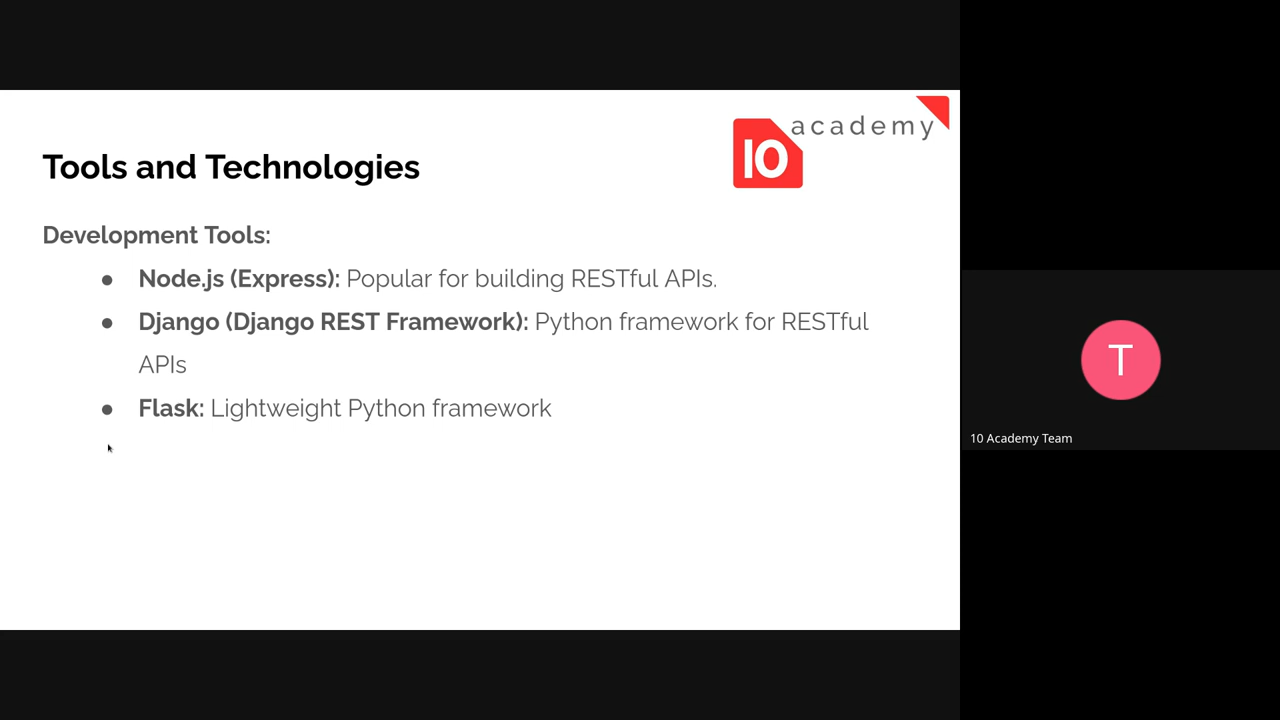 academy
10
Tools and Technologies
Development Tools:
● Node.js (Express): Popular for building RESTful APIs.
● Django (Django REST Framework): Python framework for RESTful
APIs
● Flask: Lightweight Python framework
T
10 Academy Team